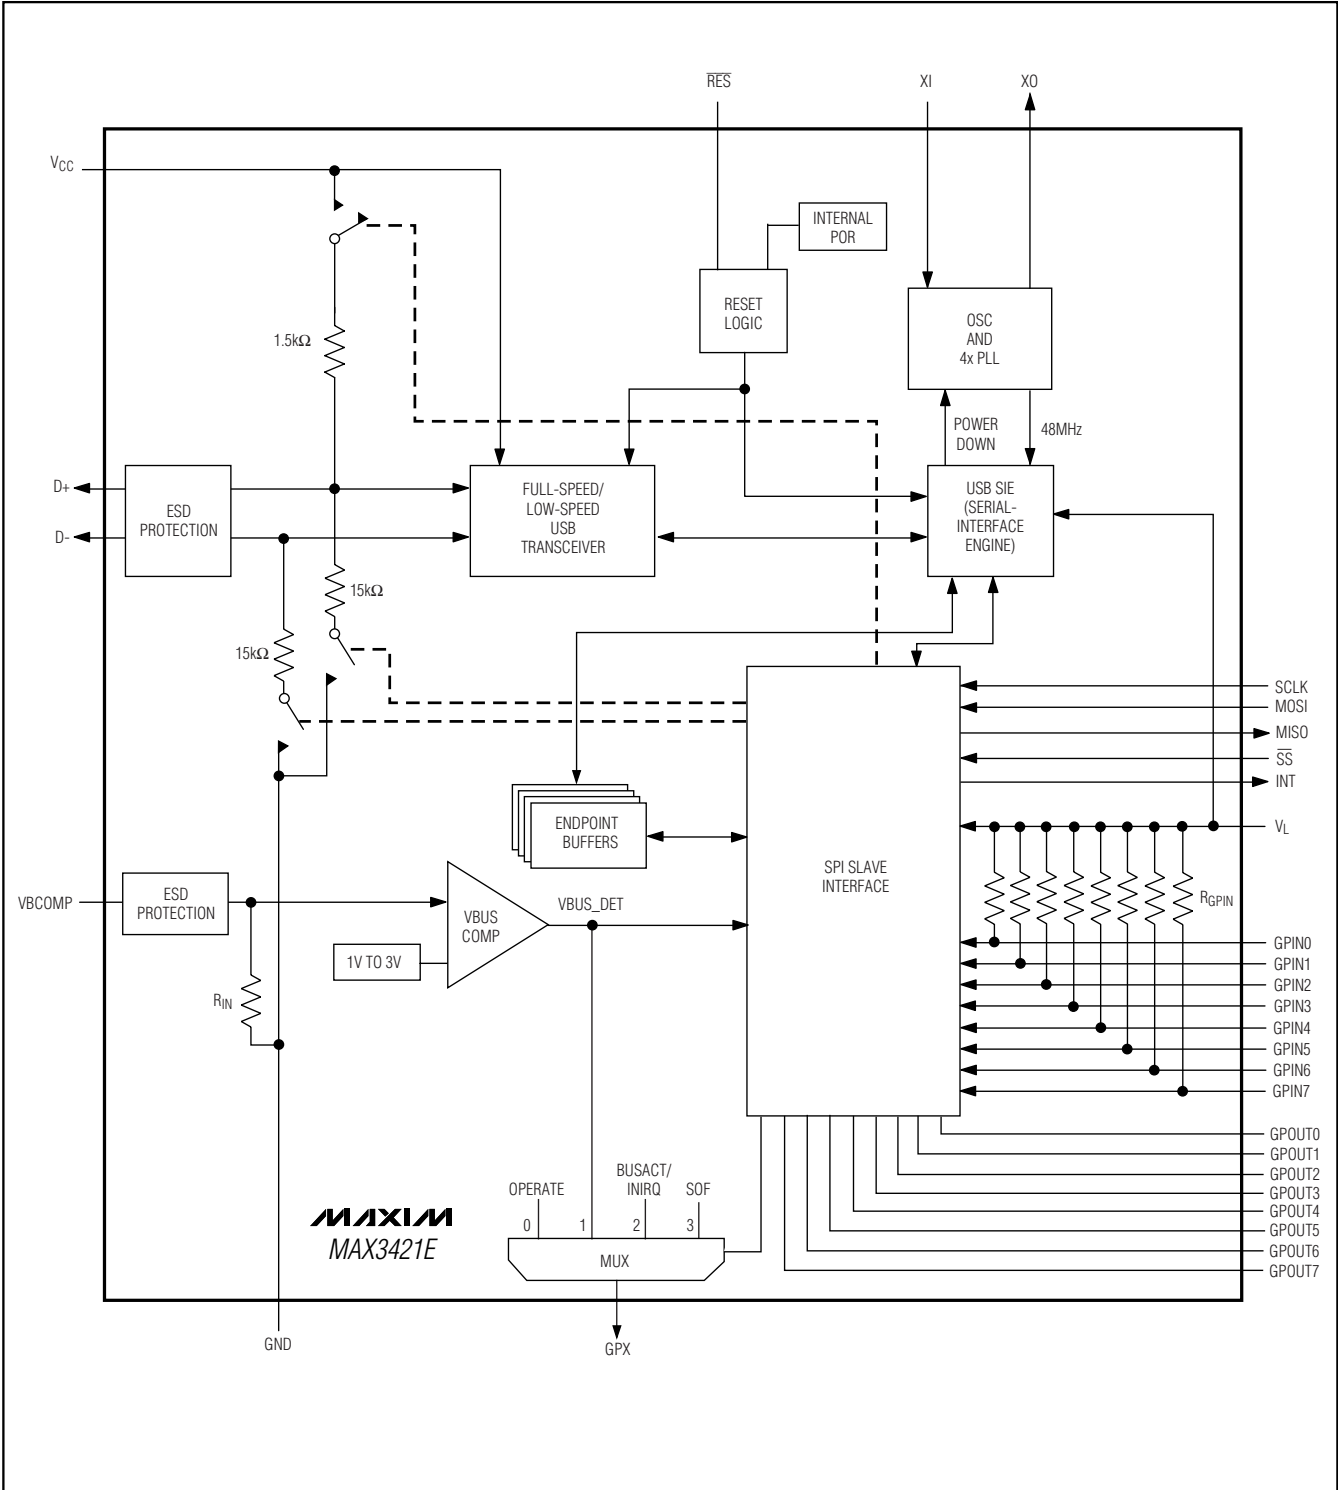 RES
XI
XO
VCC
INTERNAL
POR
RESET
LOGIC
OSC
AND
4x PLL
1.5kΩ
POWER
DOWN
48MHz
D+
D-
ESD
PROTECTION
FULL-SPEED/
LOW-SPEED
USB
TRANSCEIVER
USB SIE
(SERIAL-
INTERFACE
ENGINE)
15kΩ
15kΩ
SCLK
MOSI
MISO
SS
INT
VL
ENDPOINT
BUFFERS
SPI SLAVE
INTERFACE
RGPIN
VBCOMP
ESD
PROTECTION
VBUS
COMP
VBUS_DET
1V TO 3V
RIN
GPIN0
GPIN1
GPIN2
GPIN3
GPIN4
GPIN5
GPIN6
GPIN7
GPOUT0
GPOUT1
GPOUT2
GPOUT3
GPOUT4
GPOUT5
GPOUT6
GPOUT7
OPERATE
BUSACT/
INIRQ
SOF
0
1
2
3
MUX
MAXIM
MAX3421E
GND
GPX